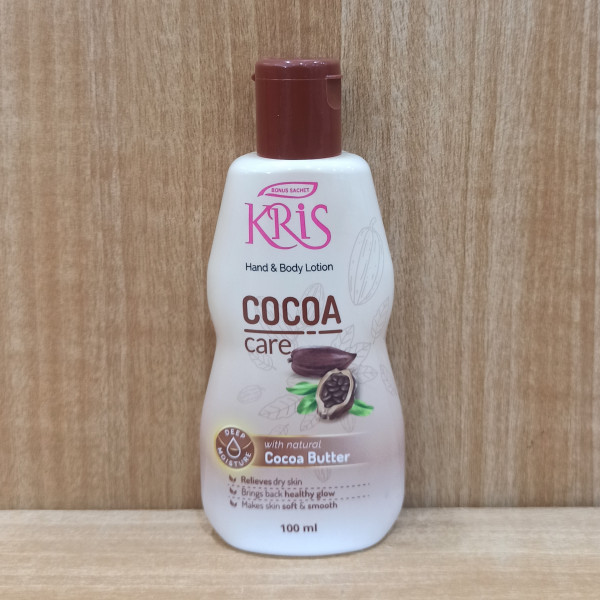 BONUS SACHET
KRiS
Hand & Body Lotion
COCOA
care
DEEP
MOISTURE
with natural
Cocoa Butter
Relieves dry skin
Brings back healthy glow
Makes skin soft & smooth
100 ml